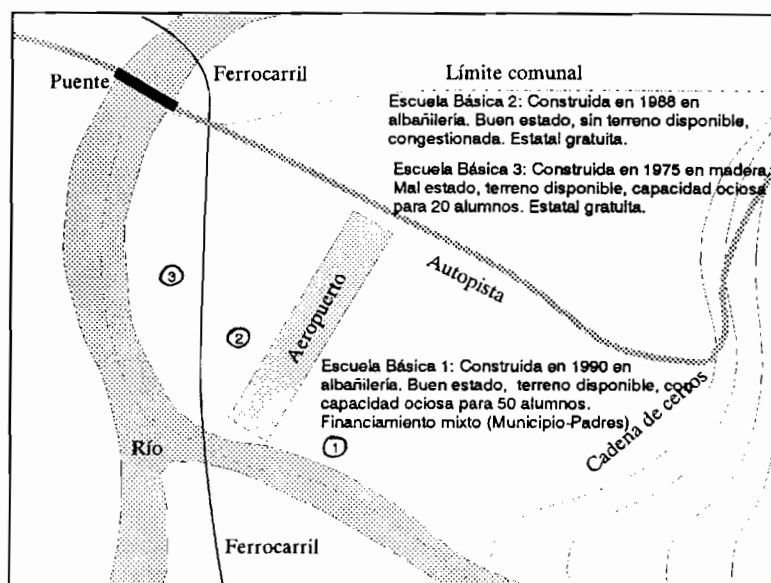 Puente
Ferrocarril
Límite comunal
Escuela Básica 2: Construida en 1988 en
albañilería. Buen estado, sin terreno disponible,
congestionada. Estatal gratuita.
Escuela Básica 3: Construida en 1975 en madera.
Mal estado, terreno disponible, capacidad ociosa
para 20 alumnos. Estatal gratuita.
3
Autopista
Aeropuerto
2
Escuela Básica 1: Construida en 1990 en
albañilería. Buen estado, terreno disponible, con
capacidad ociosa para 50 alumnos.
Financiamiento mixto (Municipio-Padres)
Cadena de cerros
Río
1
Ferrocarril